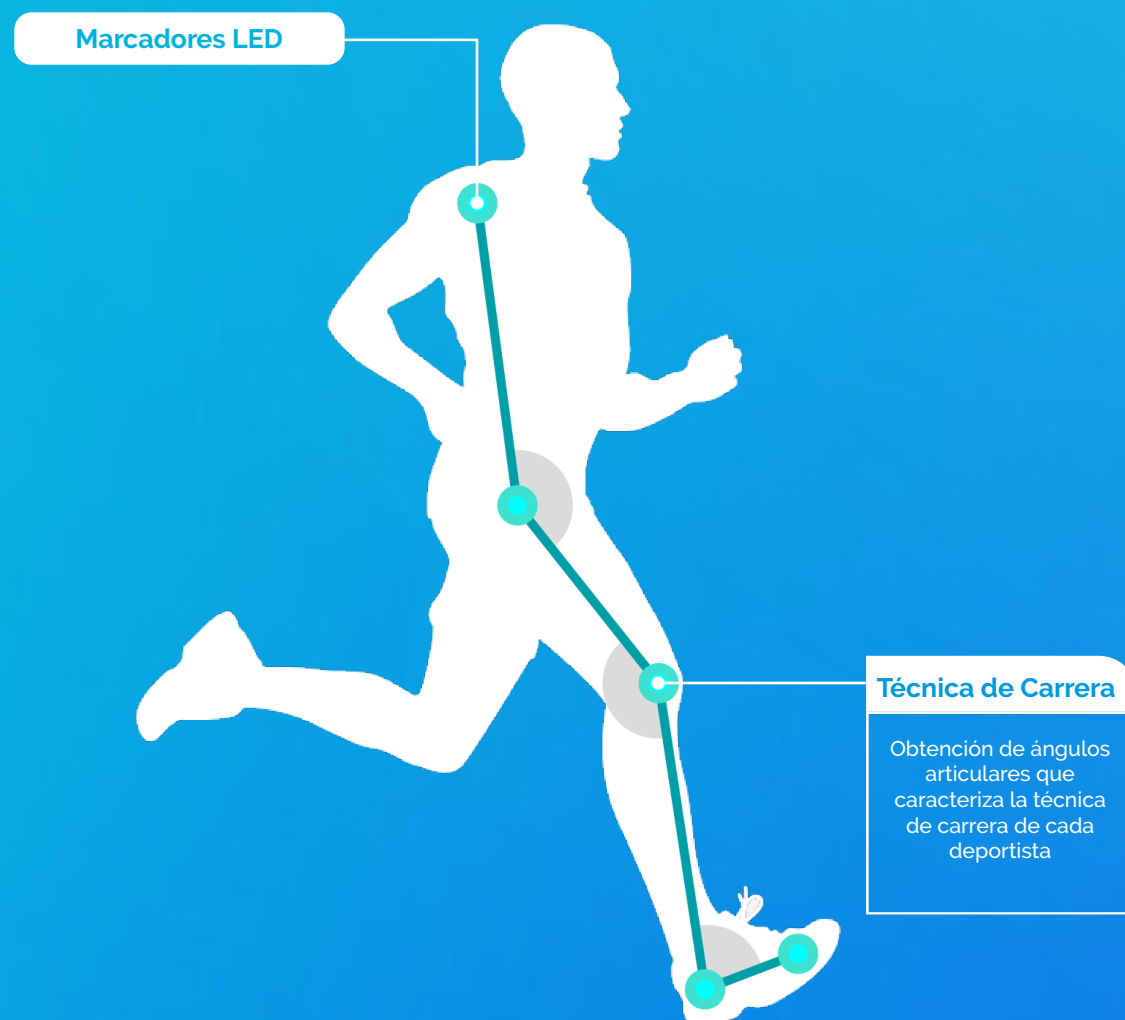 Marcadores LED
Técnica de Carrera
Obtención de ángulos
articulares que
caracteriza la técnica
de carrera de cada
deportista